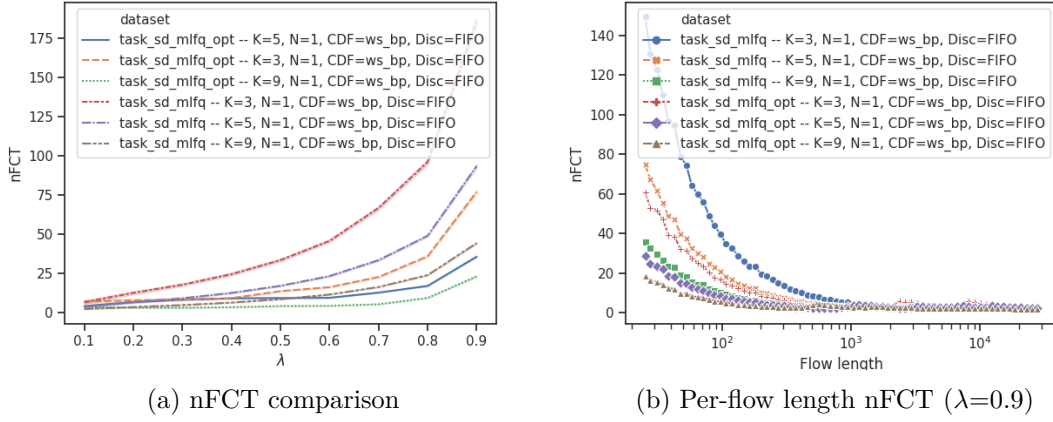 dataset
task_sd_mlfq_opt -- K=5, N=1, CDF=ws_bp, Disc=FIFO
task_sd_mlfq_opt -- K=3, N=1, CDF=ws_bp, Disc=FIFO
task_sd_mlfq_opt -- K=9, N=1, CDF=ws_bp, Disc=FIFO
task_sd_mlfq -- K=3, N=1, CDF=ws_bp, Disc=FIFO
task_sd_mlfq -- K=5, N=1, CDF=ws_bp, Disc=FIFO
task_sd_mlfq -- K=9, N=1, CDF=ws_bp, Disc=FIFO
175
150
125
100
75
50
25
0
nFCT
0.1 0.2 0.3 0.4 0.5 0.6 0.7 0.8 0.9
λ
(a) nFCT comparison
dataset
task_sd_mlfq -- K=3, N=1, CDF=ws_bp, Disc=FIFO
task_sd_mlfq -- K=5, N=1, CDF=ws_bp, Disc=FIFO
task_sd_mlfq -- K=9, N=1, CDF=ws_bp, Disc=FIFO
task_sd_mlfq_opt -- K=3, N=1, CDF=ws_bp, Disc=FIFO
task_sd_mlfq_opt -- K=5, N=1, CDF=ws_bp, Disc=FIFO
task_sd_mlfq_opt -- K=9, N=1, CDF=ws_bp, Disc=FIFO
140
120
100
80
60
40
20
0
nFCT
10² 10³ 10⁴
Flow length
(b) Per-flow length nFCT (λ=0.9)